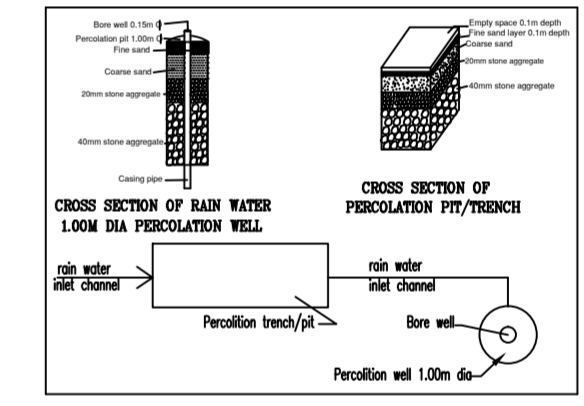 Bore well 0.15m ф
Percolation pit 1.00m ф
Fine sand
Coarse sand
20mm stone aggregate
40mm stone aggregate
Casing pipe
CROSS SECTION OF RAIN WATER
1.00M DIA PERCOLATION WELL
Empty space 0.1m depth
Fine sand layer 0.1m depth
Coarse sand
20mm stone aggregate
40mm stone aggregate
CROSS SECTION OF
PERCOLATION PIT/TRENCH
rain water
inlet channel
Percolition trench/pit
rain water
inlet channel
Bore well
Percolition well 1.00m dia